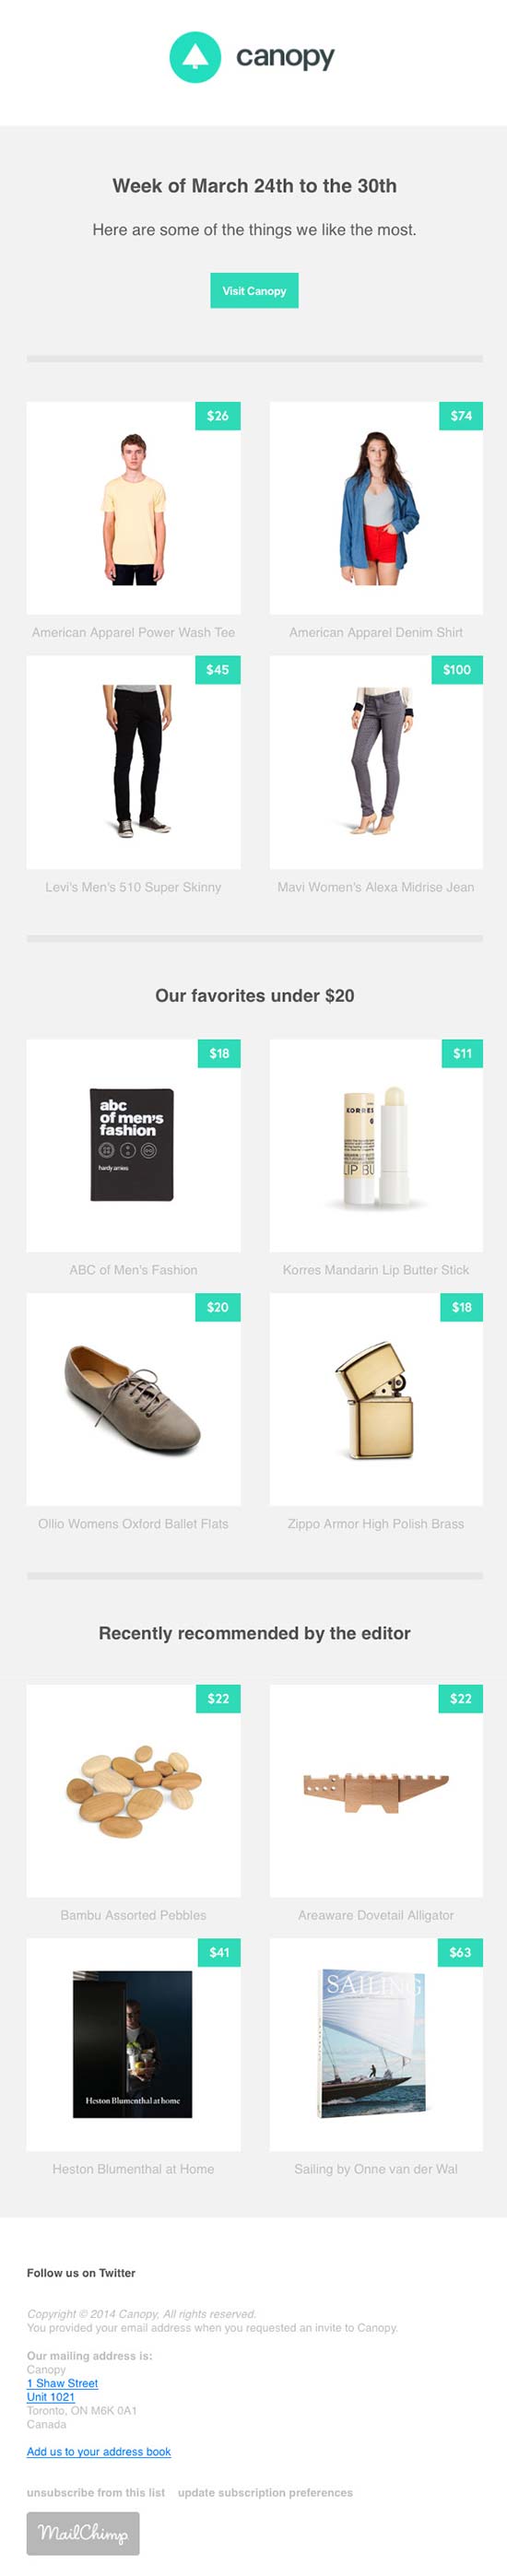 canopy
Week of March 24th to the 30th
Here are some of the things we like the most.
Visit Canopy
$26
$74
American Apparel Power Wash Tee
American Apparel Denim Shirt
$45
$100
Levi's Men's 510 Super Skinny
Mavi Women's Alexa Midrise Jean
Our favorites under $20
$18
$11
abc
of men's
fashion
hardy amies
KORRES
LIP BU
ABC of Men's Fashion
Korres Mandarin Lip Butter Stick
$20
$18
Ollio Womens Oxford Ballet Flats
Zippo Armor High Polish Brass
Recently recommended by the editor
$22
$22
Bambu Assorted Pebbles
Areaware Dovetail Alligator
$41
$63
Heston Blumenthal at home
SAILING
Heston Blumenthal at Home
Sailing by Onne van der Wal
Follow us on Twitter
Copyright © 2014 Canopy, All rights reserved.
You provided your email address when you requested an invite to Canopy.
Our mailing address is:
Canopy
1 Shaw Street
Unit 1021
Toronto, ON M6K 0A1
Canada
Add us to your address book
unsubscribe from this list update subscription preferences
MailChimp